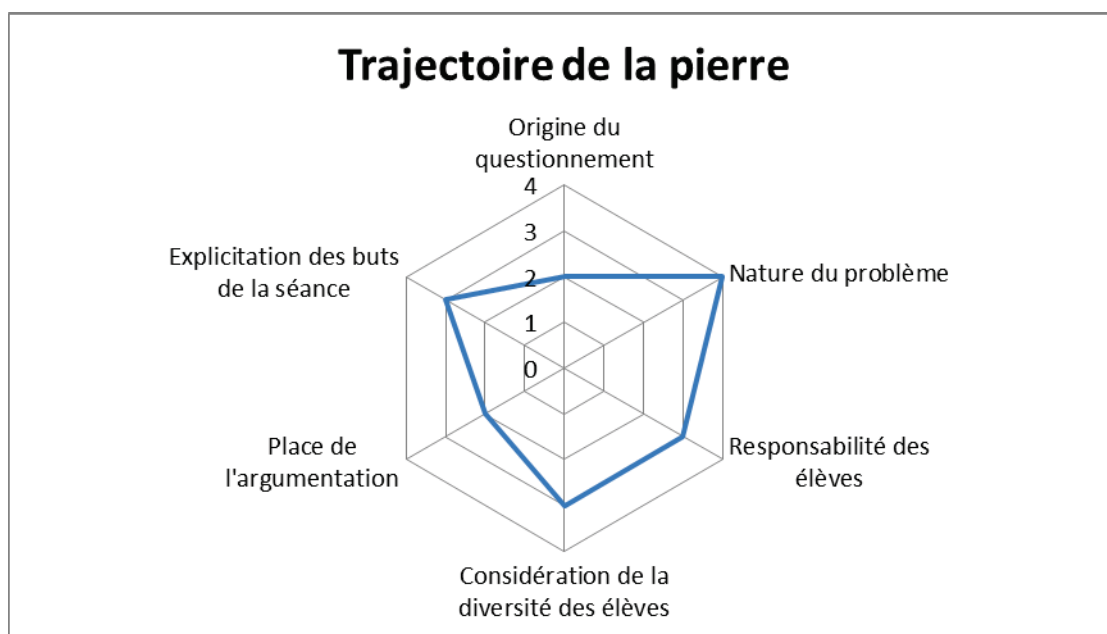 Trajectoire de la pierre
Origine du
questionnement
4
3
2
1
0
Explicitation des buts
de la séance
Nature du problème
Place de
l'argumentation
Responsabilité des
élèves
Considération de la
diversité des élèves